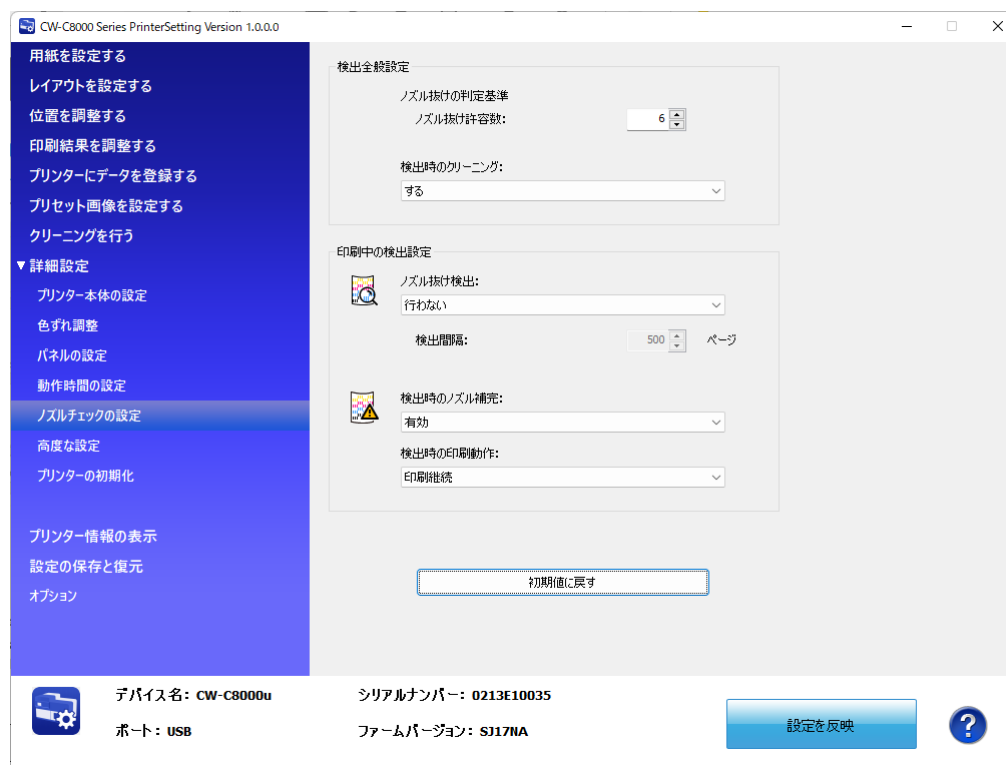 CW-C8000 Series PrinterSetting Version 1.0.0.0
用紙を設定する
レイアウトを設定する
位置を調整する
印刷結果を調整する
プリンターにデータを登録する
プリセット画像を設定する
クリーニングを行う
▼詳細設定
プリンター本体の設定
色ずれ調整
パネルの設定
動作時間の設定
ノズルチェックの設定
高度な設定
プリンターの初期化
プリンター情報の表示
設定の保存と復元
オプション
検出全般設定
ノズル抜けの判定基準
ノズル抜け許容数: 6
検出時のクリーニング:
する
印刷中の検出設定
ノズル抜け検出:
行わない
検出間隔: 500 ページ
検出時のノズル補完:
有効
検出時の印刷動作:
印刷継続
初期値に戻す
デバイス名: CW-C8000u
シリアルナンバー: 0213E10035
ポート: USB
ファームバージョン: SJ17NA
設定を反映
?